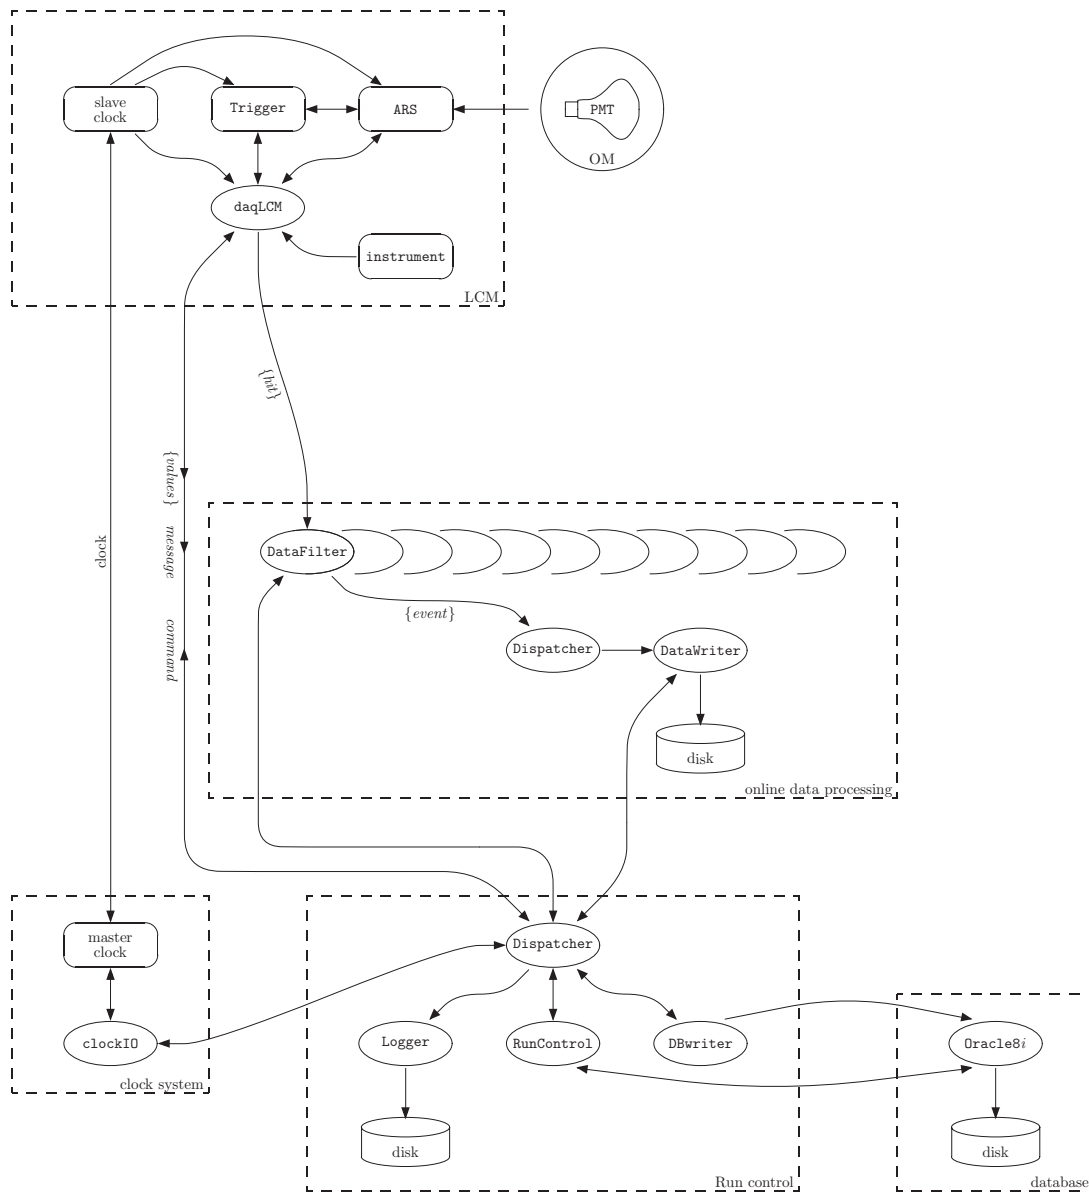 slave
clock
Trigger
ARS
PMT
OM
daqLCM
instrument
LCM
{hit}
{values}
message
command
clock
DataFilter
{event}
Dispatcher
DataWriter
disk
online data processing
master
clock
Dispatcher
clockIO
clock system
Logger
RunControl
DBwriter
Oracle8i
disk
disk
Run control
database